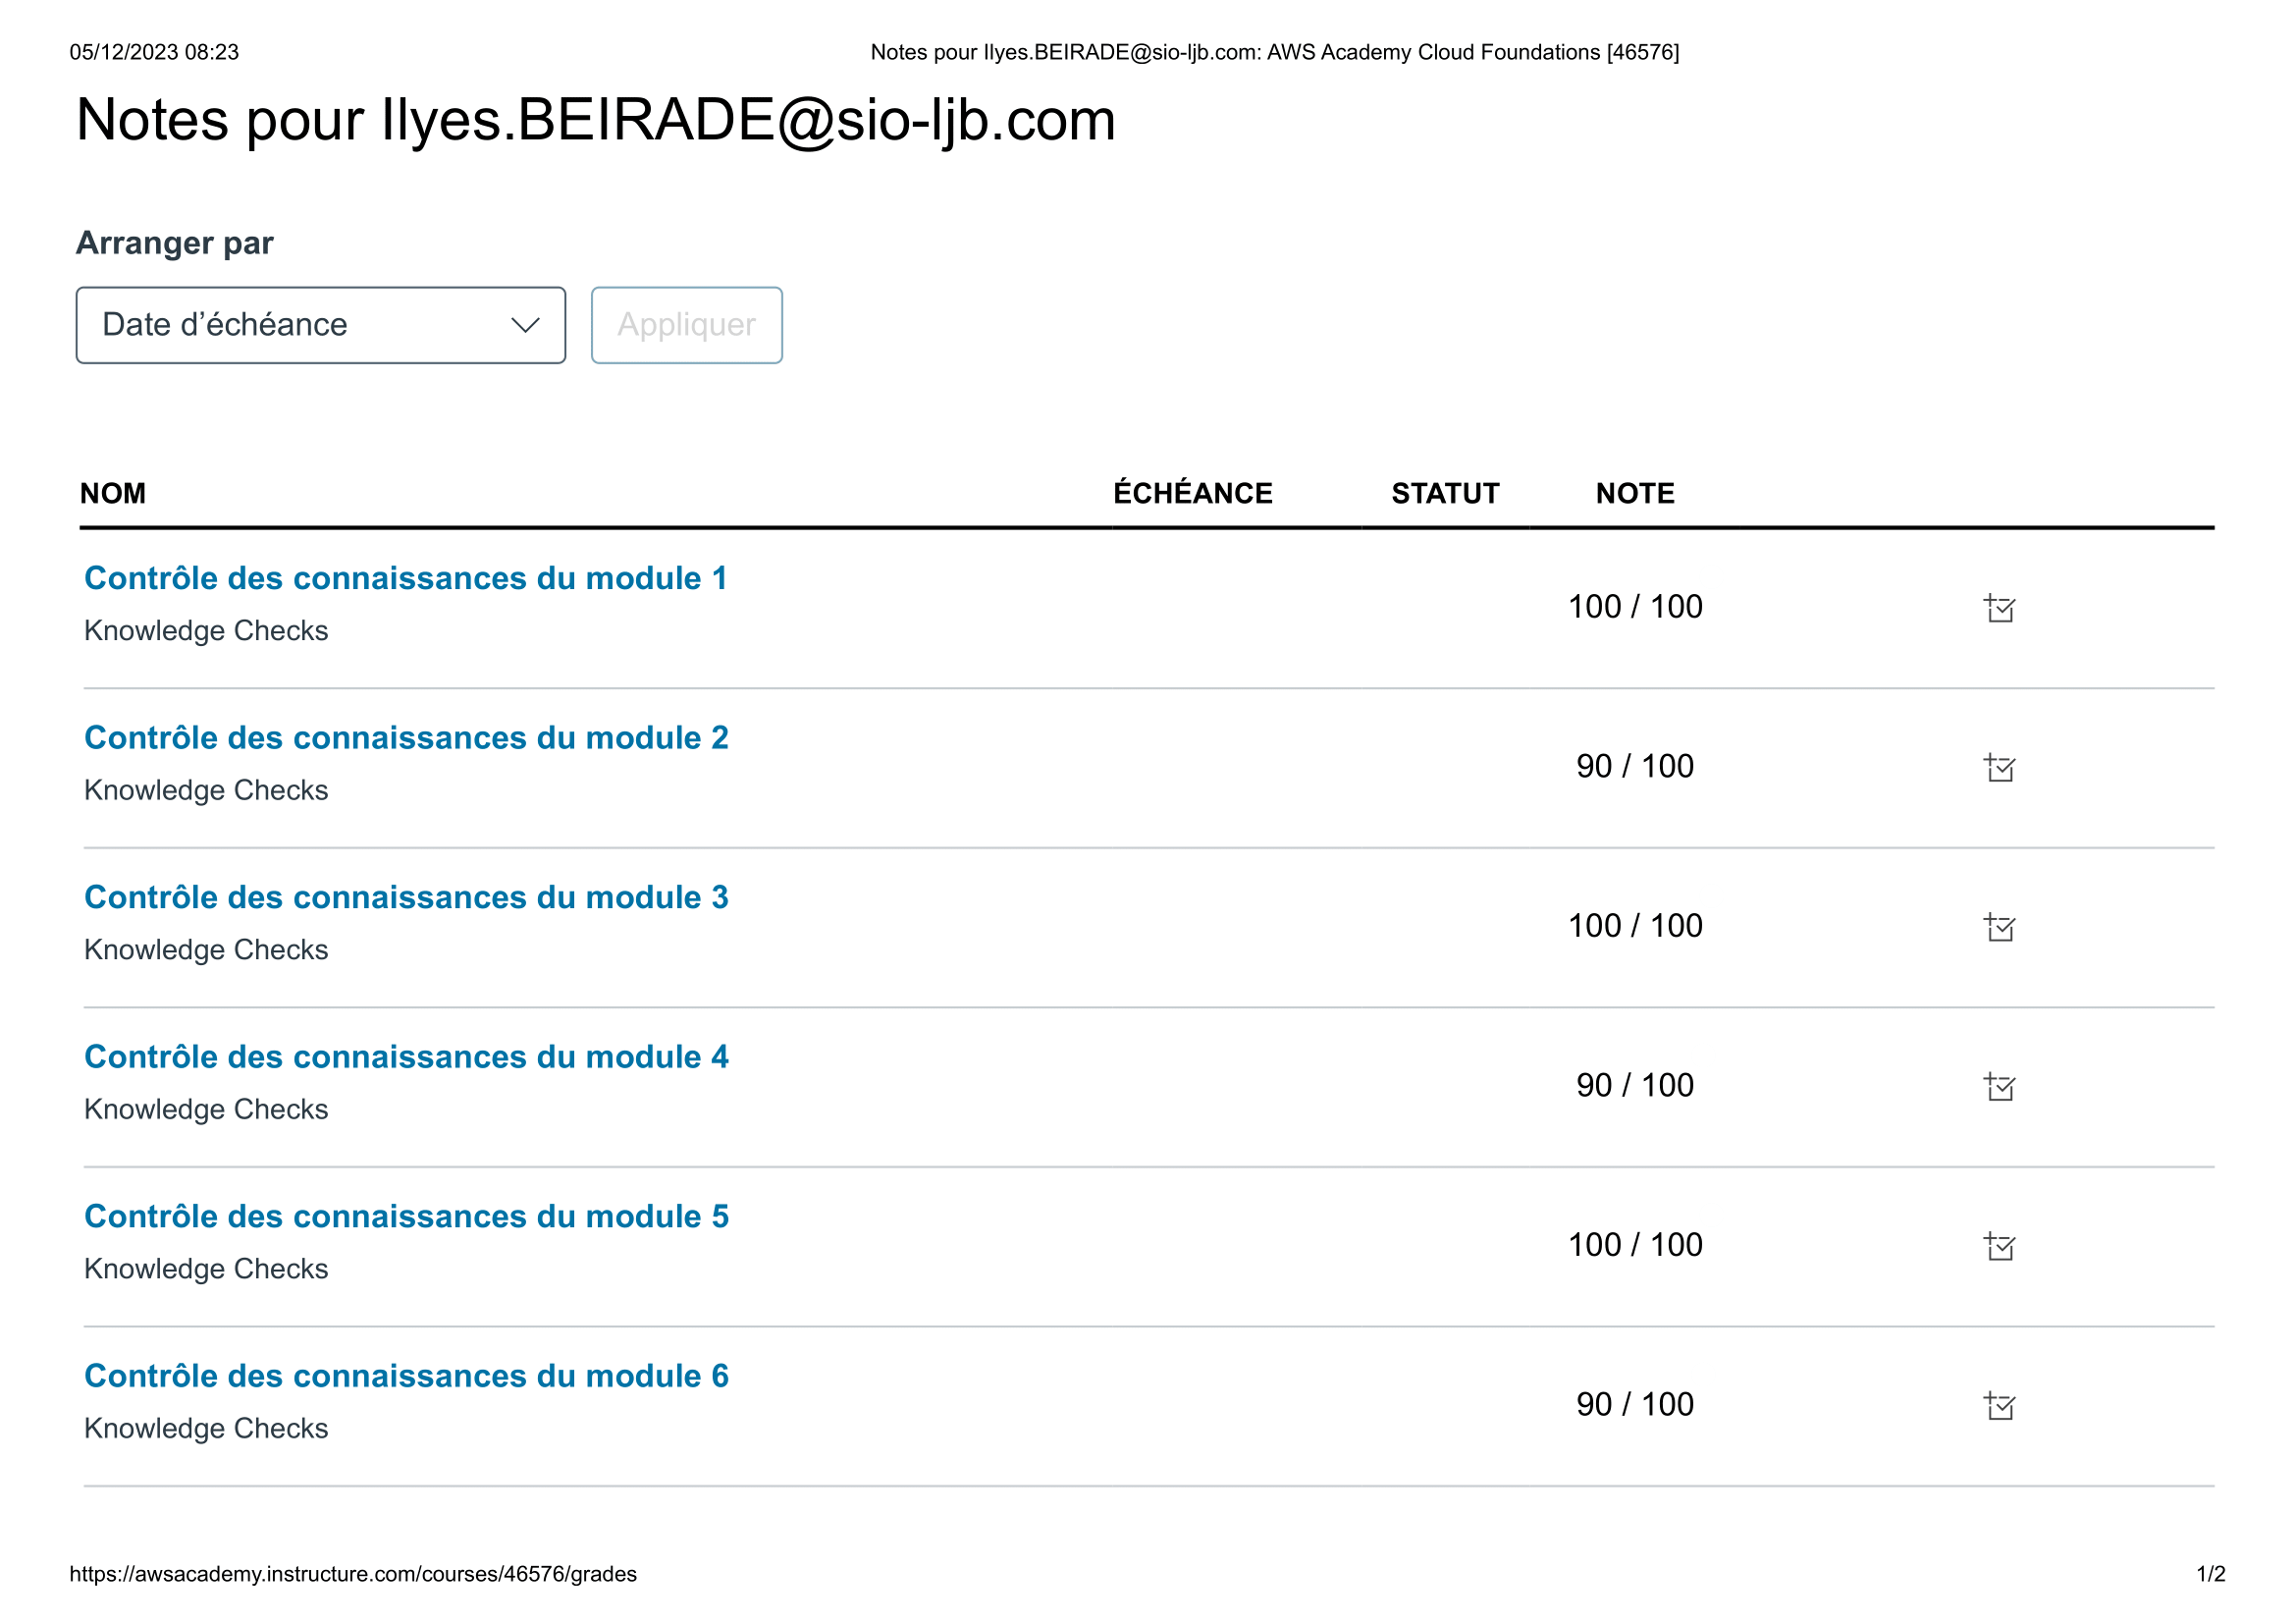 05/12/2023 08:23
Notes pour Ilyes.BEIRADE@sio-ljb.com: AWS Academy Cloud Foundations [46576]
Notes pour Ilyes.BEIRADE@sio-ljb.com
Arranger par
Date d’échéance
Appliquer
NOM ÉCHÉANCE STATUT NOTE
Contrôle des connaissances du module 1
Knowledge Checks
100 / 100
Contrôle des connaissances du module 2
Knowledge Checks
90 / 100
Contrôle des connaissances du module 3
Knowledge Checks
100 / 100
Contrôle des connaissances du module 4
Knowledge Checks
90 / 100
Contrôle des connaissances du module 5
Knowledge Checks
100 / 100
Contrôle des connaissances du module 6
Knowledge Checks
90 / 100
https://awsacademy.instructure.com/courses/46576/grades
1/2